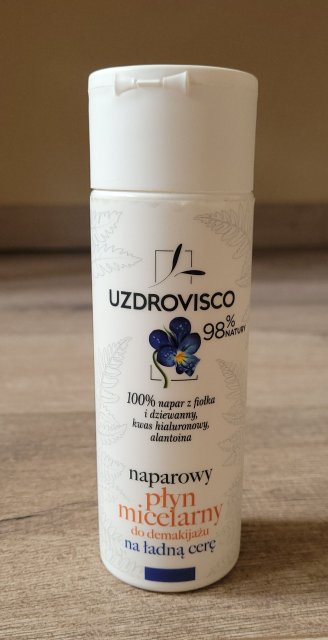 UZDROVISCO
98%
NATURY
100% napar z fiołka
i dziewanny,
kwas hialuronowy,
alantoina
naparowy
płyn
micelarny
do demakijażu
na ładną cerę